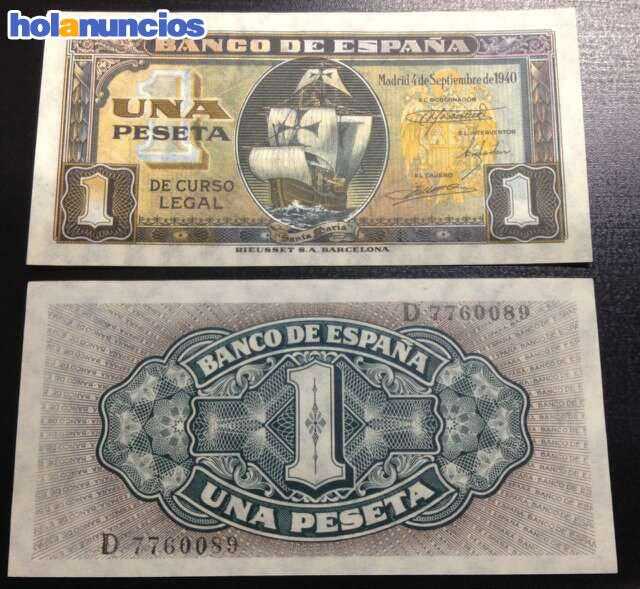 holanuncios
BANCO DE ESPAÑA
Madrid 4 de Septiembre de 1940
EL GOBERNADOR
EL INTERVENTOR
EL CAJERO
1
UNA
PESETA
DE CURSO
LEGAL
1
1
Santa María
RIEUSSET S.A. BARCELONA
D 7760089
BANCO DE ESPAÑA
1
UNA PESETA
D 7760089